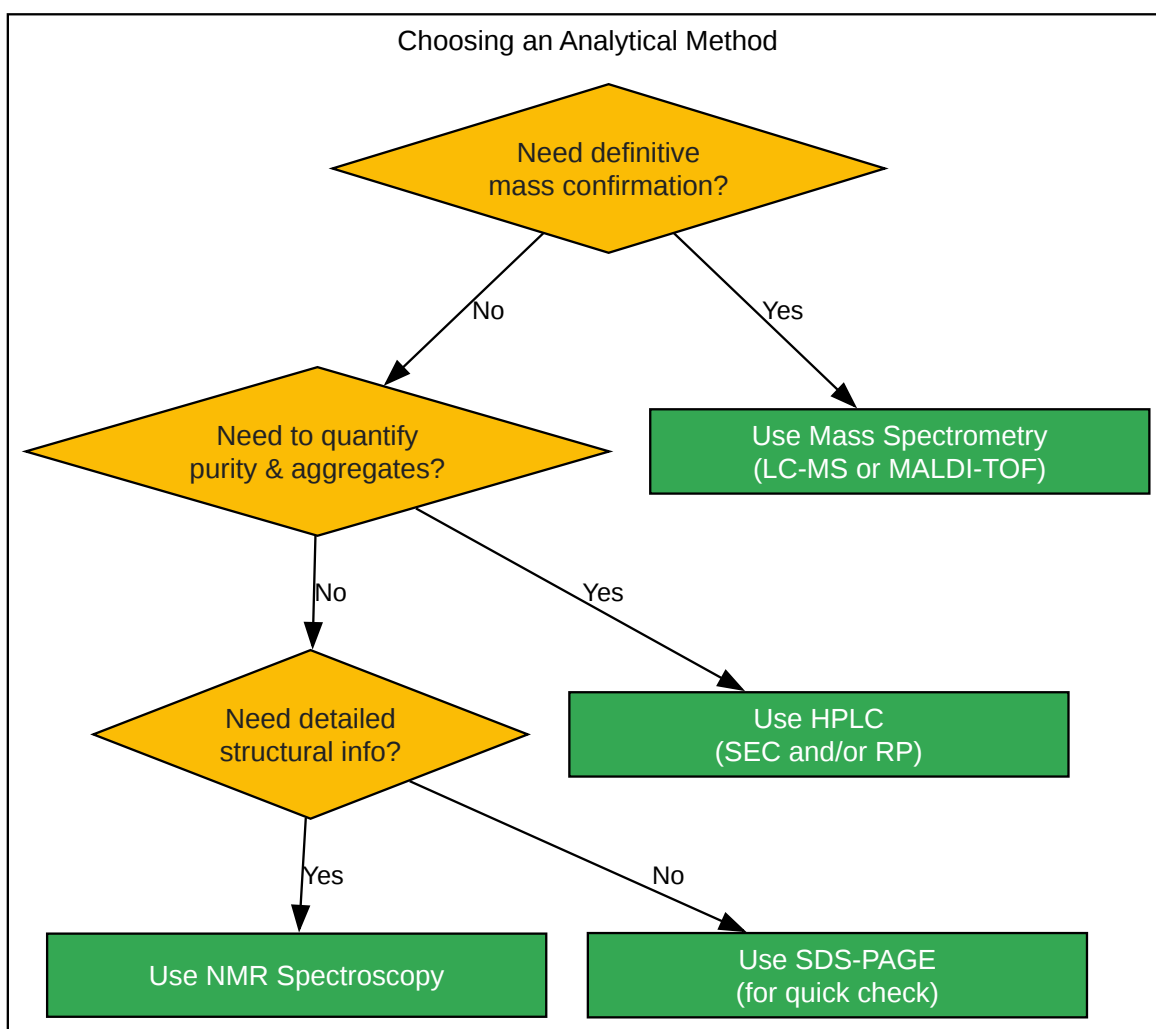 Choosing an Analytical Method
Need definitive
mass confirmation?
No
Yes
Need to quantify
purity & aggregates?
Use Mass Spectrometry
(LC-MS or MALDI-TOF)
No
Yes
Need detailed
structural info?
Use HPLC
(SEC and/or RP)
Yes
No
Use NMR Spectroscopy
Use SDS-PAGE
(for quick check)